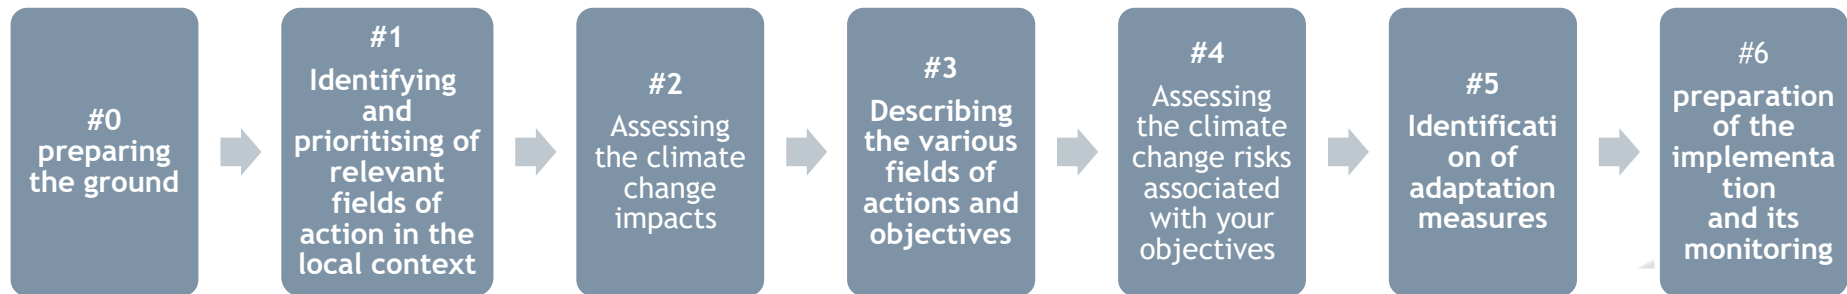 #0
preparing
the ground
#1
Identifying
and
prioritising of
relevant
fields of
action in the
local context
#2
Assessing
the climate
change
impacts
#3
Describing
the various
fields of
actions and
objectives
#4
Assessing
the climate
change risks
associated
with your
objectives
#5
Identificati
on of
adaptation
measures
#6
preparation
of the
implementa
tion
and its
monitoring